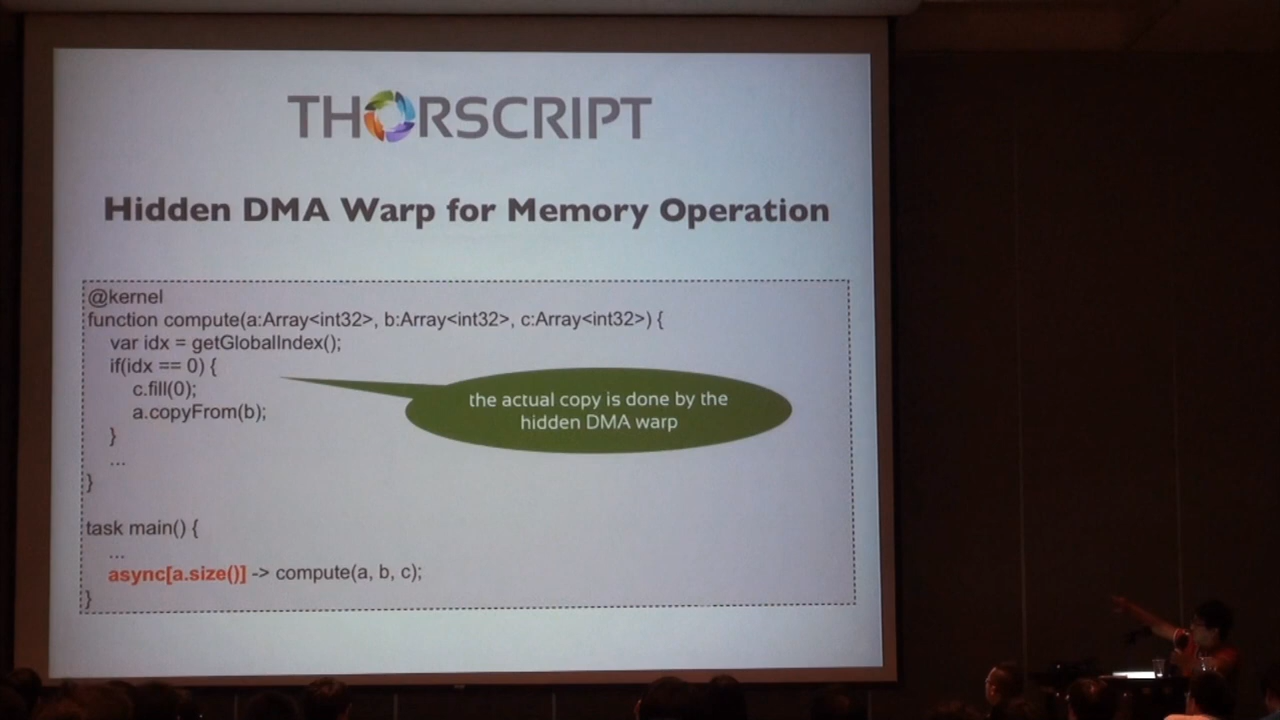 THORSCRIPT
Hidden DMA Warp for Memory Operation
@kernel
function compute(a:Array<int32>, b:Array<int32>, c:Array<int32>) {
var idx = getGlobalIndex();
if(idx == 0) {
c.fill(0);
a.copyFrom(b);
}
...
}
the actual copy is done by the
hidden DMA warp
task main() {
...
async[a.size()] -> compute(a, b, c);
}